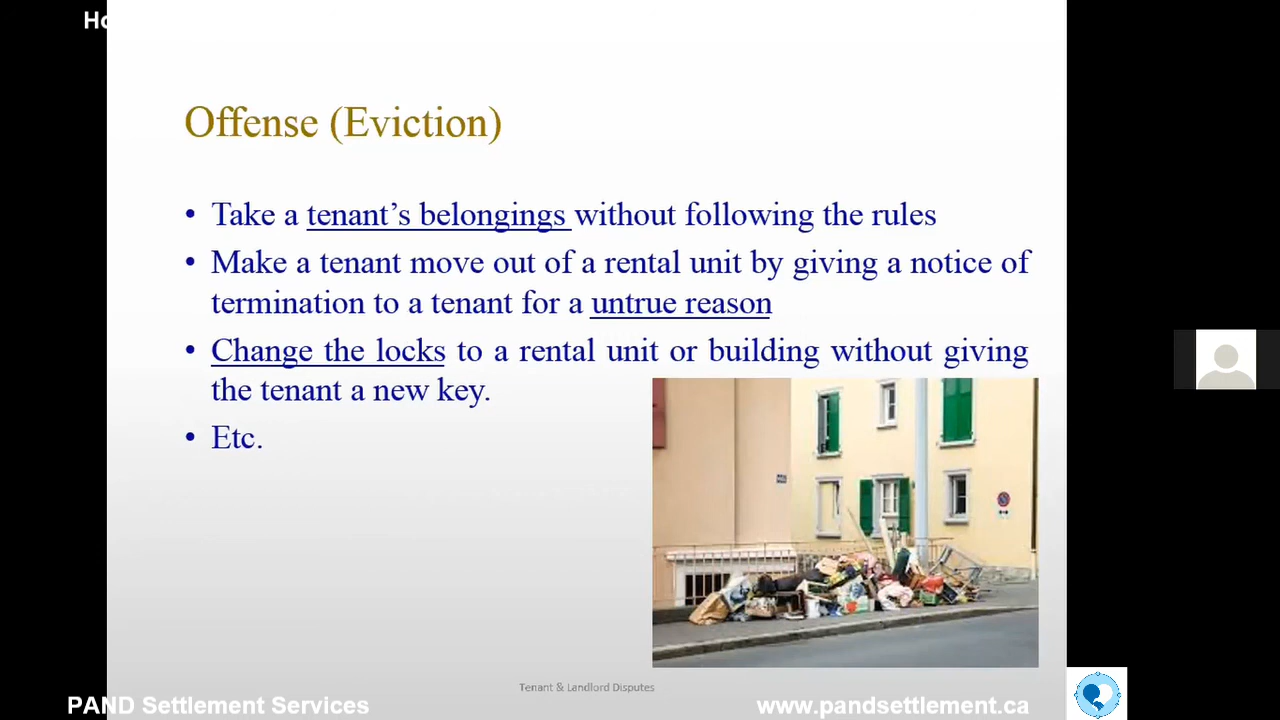 Ho
Offense (Eviction)
• Take a tenant’s belongings without following the rules
• Make a tenant move out of a rental unit by giving a notice of
termination to a tenant for a untrue reason
• Change the locks to a rental unit or building without giving
the tenant a new key.
• Etc.
Tenant & Landlord Disputes
PAND Settlement Services
www.pandsettlement.ca